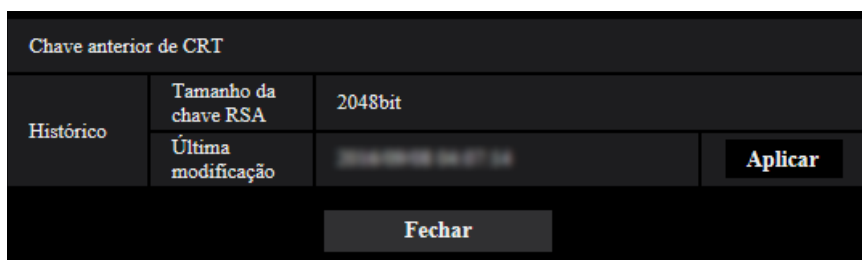 Chave anterior de CRT
Histórico
Tamanho da
chave RSA
2048bit
Última
modificação
Aplicar
Fechar